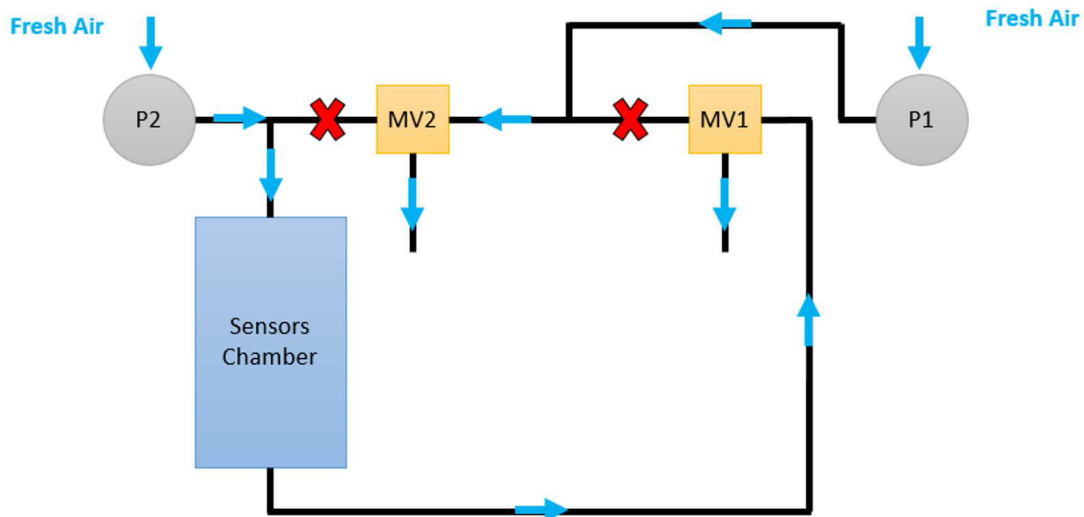 Fresh Air
Fresh Air
P2
MV2
MV1
P1
Sensors
Chamber